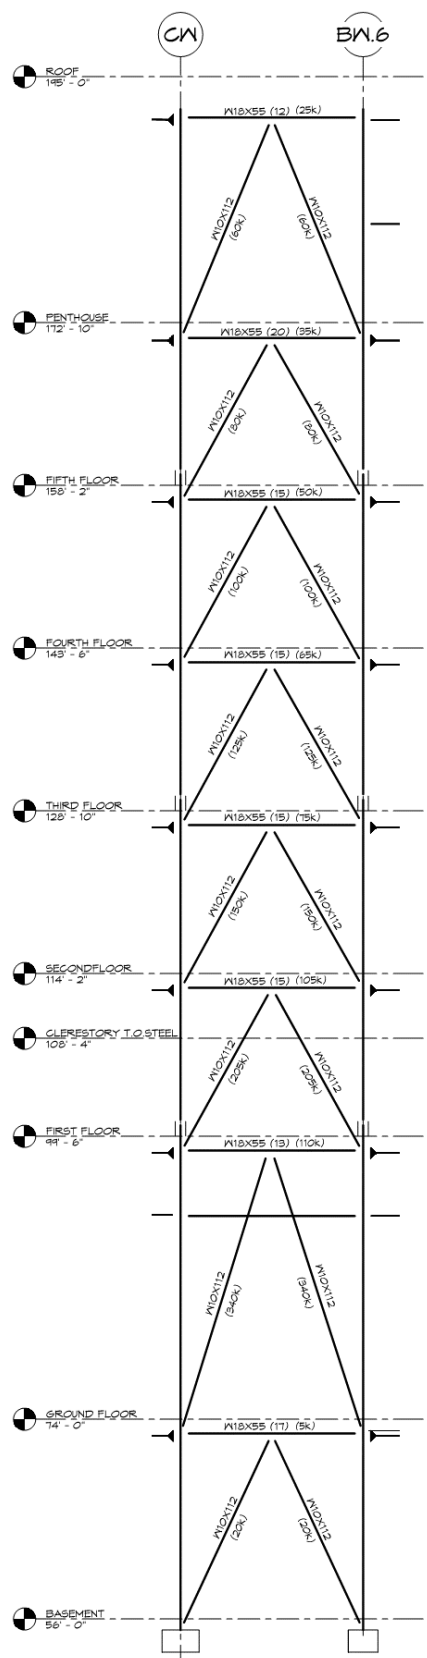 CW
BW.6
ROOF
195' - 0"
W18X55 (12) (25k)
W10X112
(60k)
W10X112
(60k)
PENTHOUSE
172' - 10"
W18X55 (20) (35k)
W10X112
(80k)
W10X112
(80k)
FIFTH FLOOR
158' - 2"
W18X55 (15) (50k)
W10X112
(100k)
W10X112
(100k)
FOURTH FLOOR
143' - 6"
W18X55 (15) (65k)
W10X112
(125k)
W10X112
(125k)
THIRD FLOOR
128' - 10"
W18X55 (15) (75k)
W10X112
(150k)
W10X112
(150k)
SECONDFLOOR
114' - 2"
W18X55 (15) (105k)
CLERESTORY T.O.STEEL
108' - 4"
W10X112
(205k)
W10X112
(205k)
FIRST FLOOR
99' - 6"
W18X55 (13) (110k)
W10X112
(340k)
W10X112
(340k)
GROUND FLOOR
74' - 0"
W18X55 (17) (5k)
W10X112
(20k)
W10X112
(20k)
BASEMENT
56' - 0"